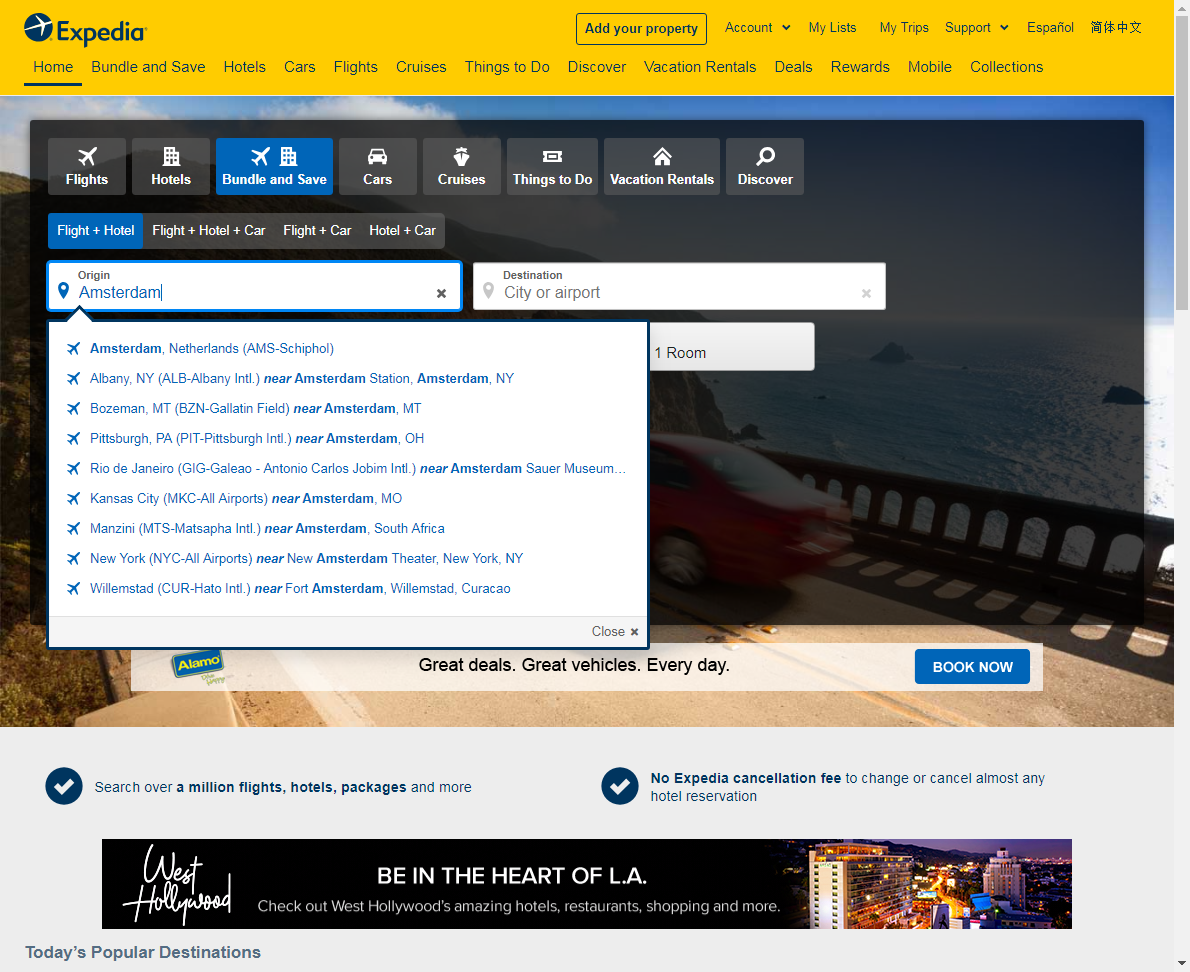 Expedia
Add your property
Account
My Lists
My Trips
Support
Español
简体中文
Home
Bundle and Save
Hotels
Cars
Flights
Cruises
Things to Do
Discover
Vacation Rentals
Deals
Rewards
Mobile
Collections
Flights
Hotels
Bundle and Save
Cars
Cruises
Things to Do
Vacation Rentals
Discover
Flight + Hotel
Flight + Hotel + Car
Flight + Car
Hotel + Car
Origin
Amsterdam
Destination
City or airport
1 Room
Amsterdam, Netherlands (AMS-Schiphol)
Albany, NY (ALB-Albany Intl.) near Amsterdam Station, Amsterdam, NY
Bozeman, MT (BZN-Gallatin Field) near Amsterdam, MT
Pittsburgh, PA (PIT-Pittsburgh Intl.) near Amsterdam, OH
Rio de Janeiro (GIG-Galeao - Antonio Carlos Jobim Intl.) near Amsterdam Sauer Museum...
Kansas City (MKC-All Airports) near Amsterdam, MO
Manzini (MTS-Matsapha Intl.) near Amsterdam, South Africa
New York (NYC-All Airports) near New Amsterdam Theater, New York, NY
Willemstad (CUR-Hato Intl.) near Fort Amsterdam, Willemstad, Curacao
Close
Alamo
Great deals. Great vehicles. Every day.
BOOK NOW
Search over a million flights, hotels, packages and more
No Expedia cancellation fee to change or cancel almost any
hotel reservation
West
Hollywood
BE IN THE HEART OF L.A.
Check out West Hollywood's amazing hotels, restaurants, shopping and more.
Today's Popular Destinations